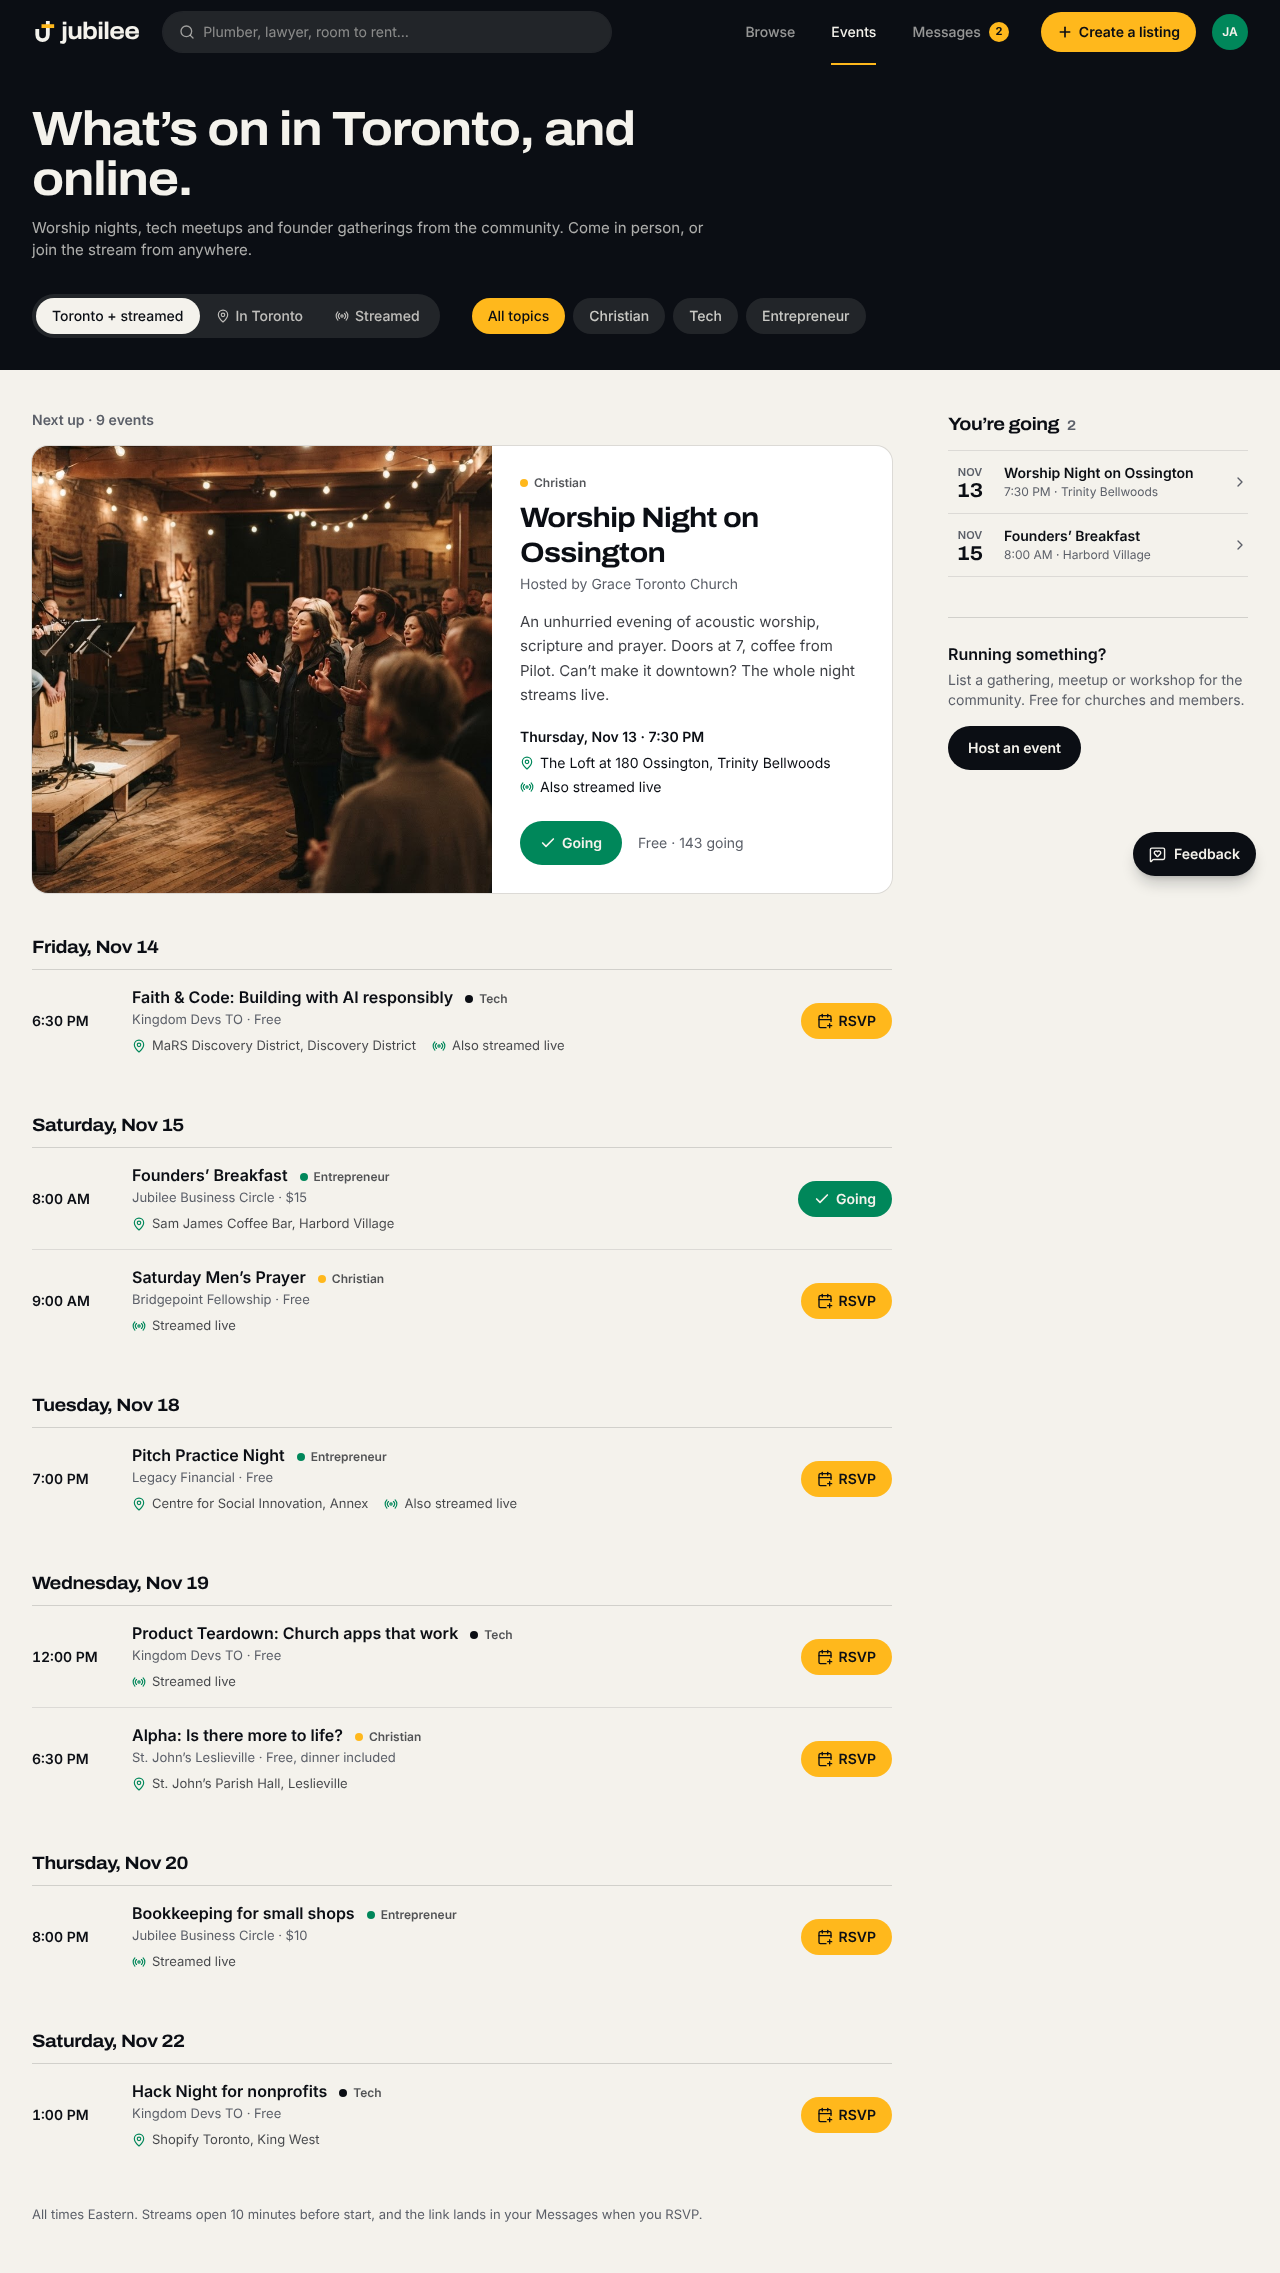 jubilee
Plumber, lawyer, room to rent...
Browse
Events
Messages 2
Create a listing
JA
What’s on in Toronto, and
online.
Worship nights, tech meetups and founder gatherings from the community. Come in person, or
join the stream from anywhere.
Toronto + streamed
In Toronto
Streamed
All topics
Christian
Tech
Entrepreneur
Next up · 9 events
Christian
Worship Night on
Ossington
Hosted by Grace Toronto Church
An unhurried evening of acoustic worship,
scripture and prayer. Doors at 7, coffee from
Pilot. Can’t make it downtown? The whole night
streams live.
Thursday, Nov 13 · 7:30 PM
The Loft at 180 Ossington, Trinity Bellwoods
Also streamed live
Going
Free · 143 going
You’re going 2
NOV
13
Worship Night on Ossington
7:30 PM · Trinity Bellwoods
NOV
15
Founders’ Breakfast
8:00 AM · Harbord Village
Running something?
List a gathering, meetup or workshop for the
community. Free for churches and members.
Host an event
Feedback
Friday, Nov 14
6:30 PM
Faith & Code: Building with AI responsibly
Tech
Kingdom Devs TO · Free
MaRS Discovery District, Discovery District
Also streamed live
RSVP
Saturday, Nov 15
8:00 AM
Founders’ Breakfast
Entrepreneur
Jubilee Business Circle · $15
Sam James Coffee Bar, Harbord Village
Going
9:00 AM
Saturday Men’s Prayer
Christian
Bridgepoint Fellowship · Free
Streamed live
RSVP
Tuesday, Nov 18
7:00 PM
Pitch Practice Night
Entrepreneur
Legacy Financial · Free
Centre for Social Innovation, Annex
Also streamed live
RSVP
Wednesday, Nov 19
12:00 PM
Product Teardown: Church apps that work
Tech
Kingdom Devs TO · Free
Streamed live
RSVP
6:30 PM
Alpha: Is there more to life?
Christian
St. John’s Leslieville · Free, dinner included
St. John’s Parish Hall, Leslieville
RSVP
Thursday, Nov 20
8:00 PM
Bookkeeping for small shops
Entrepreneur
Jubilee Business Circle · $10
Streamed live
RSVP
Saturday, Nov 22
1:00 PM
Hack Night for nonprofits
Tech
Kingdom Devs TO · Free
Shopify Toronto, King West
RSVP
All times Eastern. Streams open 10 minutes before start, and the link lands in your Messages when you RSVP.